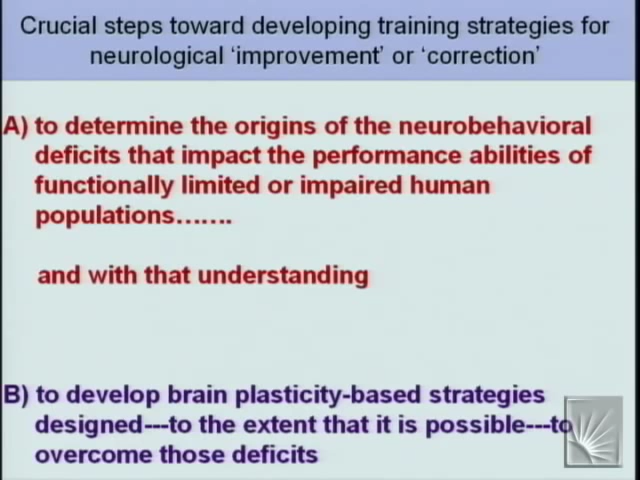 Crucial steps toward developing training strategies for
neurological ‘improvement’ or ‘correction’
A) to determine the origins of the neurobehavioral
deficits that impact the performance abilities of
functionally limited or impaired human
populations…….
and with that understanding
B) to develop brain plasticity-based strategies
designed---to the extent that it is possible---to
overcome those deficits